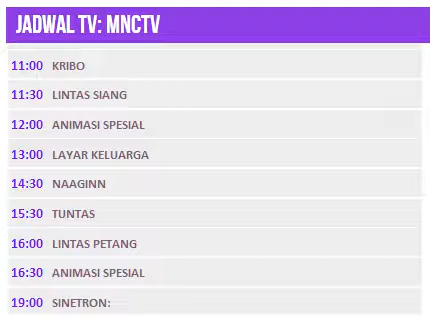 JADWAL TV: MNCTV
11:00 KRIBO
11:30 LINTAS SIANG
12:00 ANIMASI SPESIAL
13:00 LAYAR KELUARGA
14:30 NAAGINN
15:30 TUNTAS
16:00 LINTAS PETANG
16:30 ANIMASI SPESIAL
19:00 SINETRON: